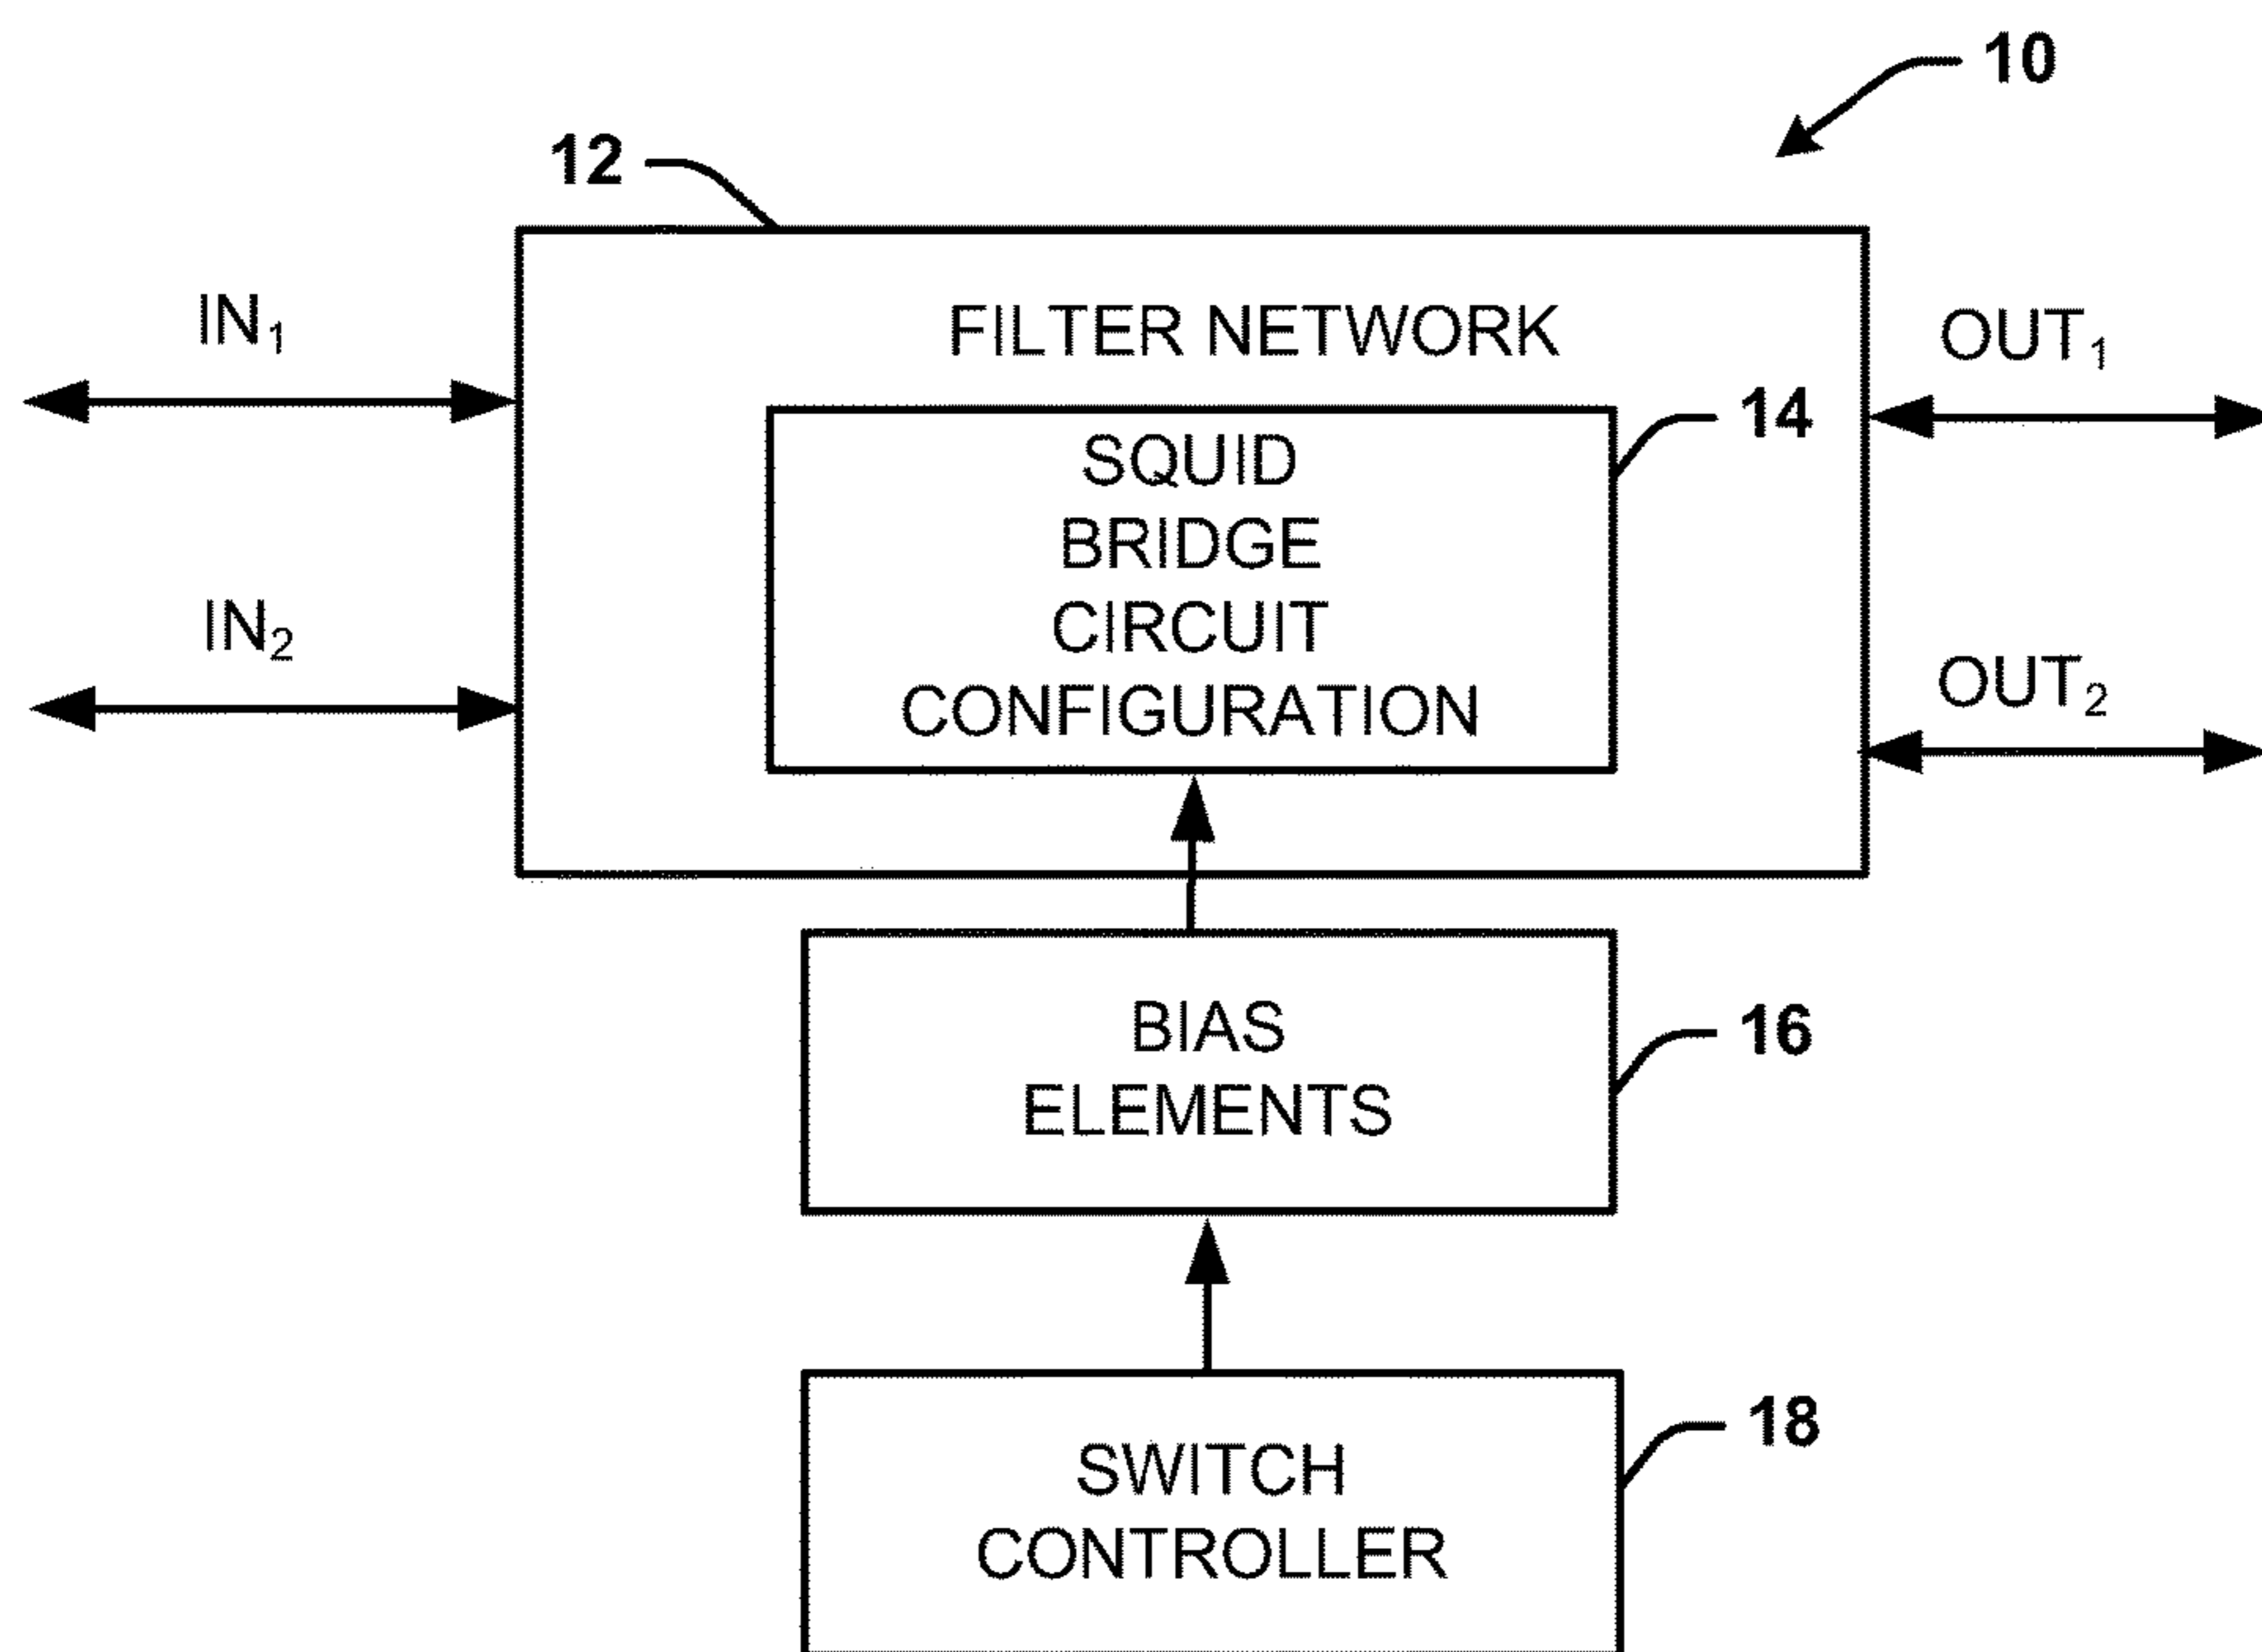 10
12
IN₁
FILTER NETWORK
OUT₁
14
SQUID
BRIDGE
CIRCUIT
CONFIGURATION
IN₂
OUT₂
BIAS
ELEMENTS
16
SWITCH
CONTROLLER
18